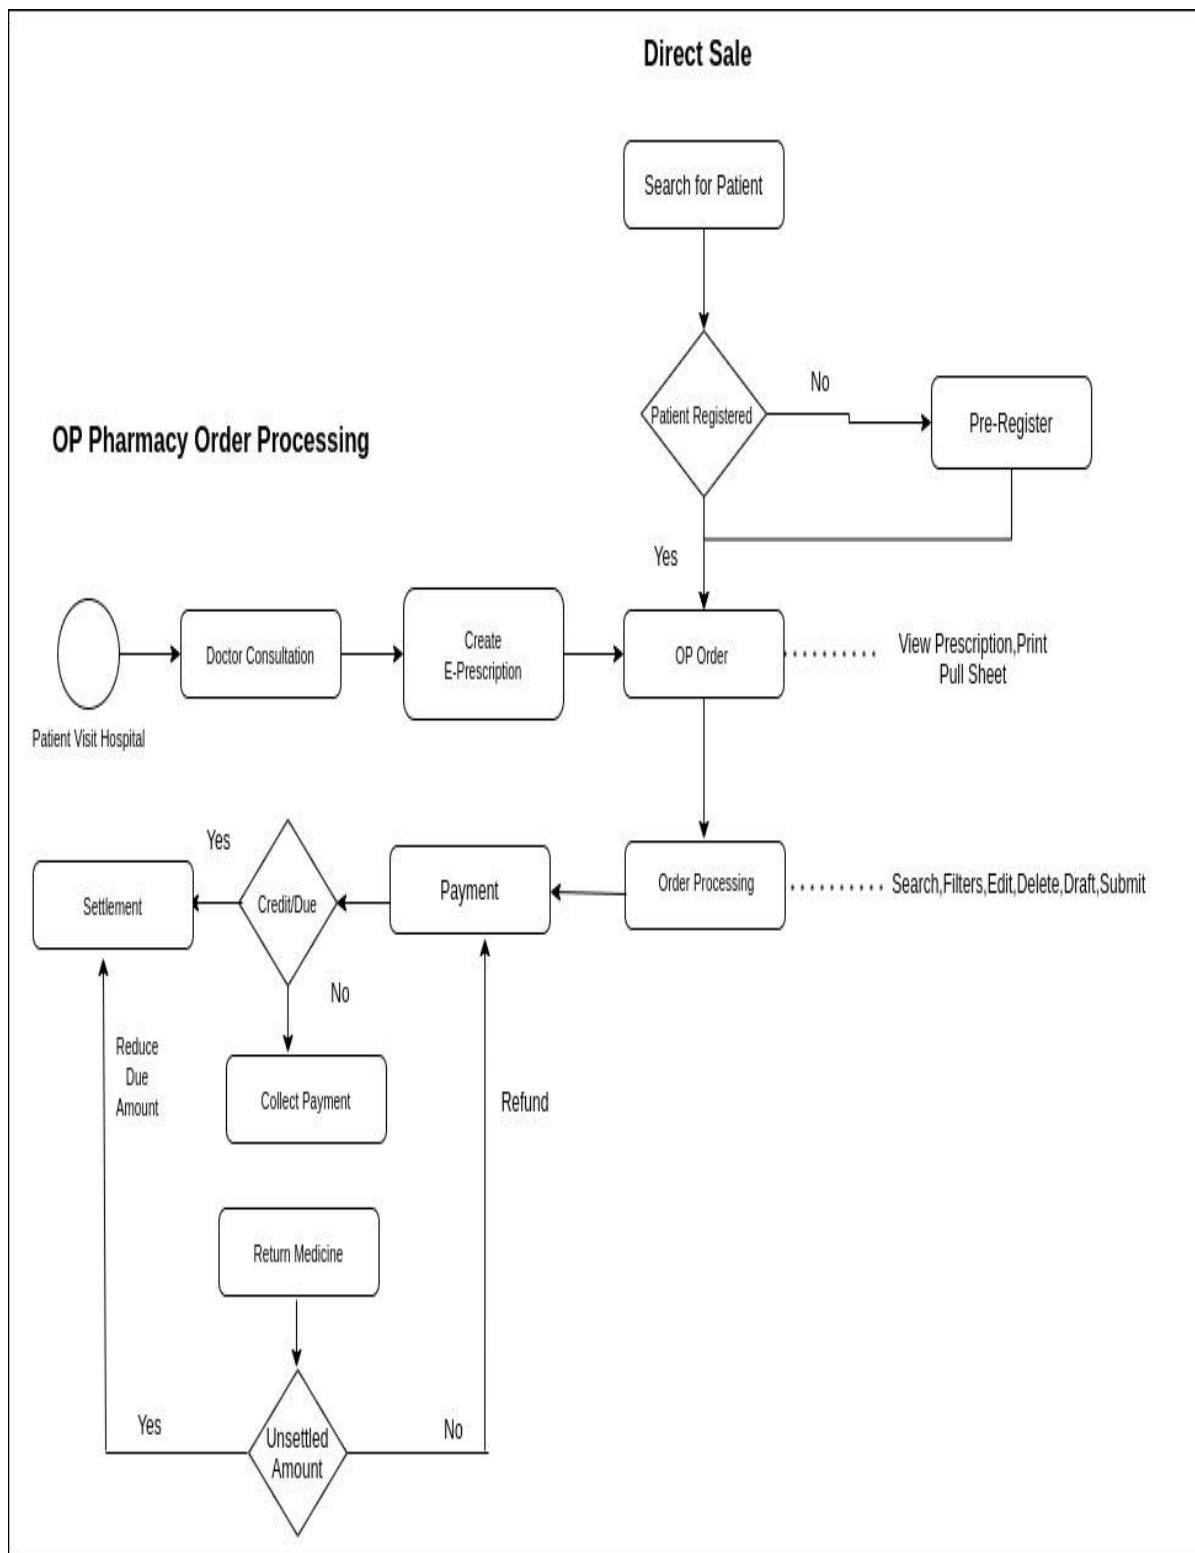 Direct Sale
Search for Patient
Patient Registered
No
Pre-Register
OP Pharmacy Order Processing
Yes
Patient Visit Hospital
Doctor Consultation
Create
E-Prescription
OP Order
View Prescription,Print
Pull Sheet
Order Processing
Search,Filters,Edit,Delete,Draft,Submit
Payment
Credit/Due
Yes
Settlement
No
Collect Payment
Reduce
Due
Amount
Refund
Return Medicine
Unsettled
Amount
Yes
No